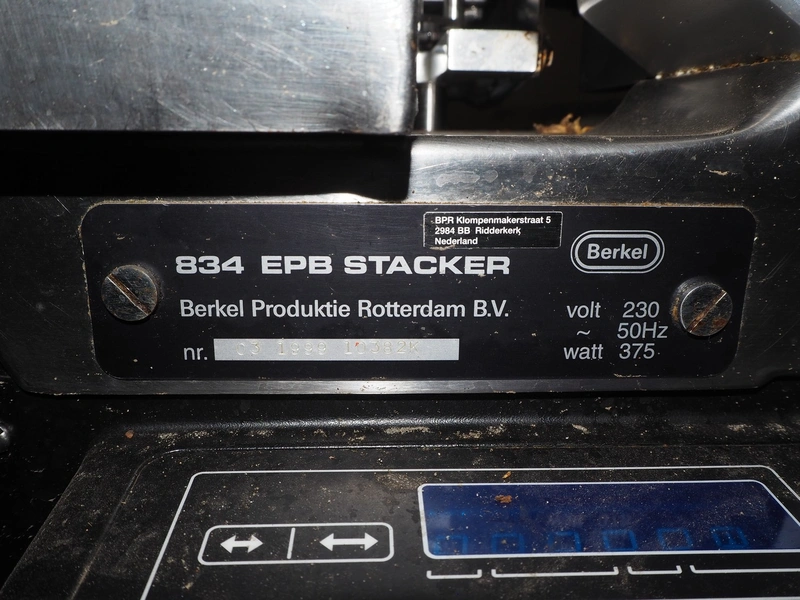 BPR Klompenmakerstraat 5
2984 BB Ridderkerk
Nederland
Berkel
834 EPB STACKER
Berkel Produktie Rotterdam B.V.
volt 230
~ 50Hz
nr.
watt 375